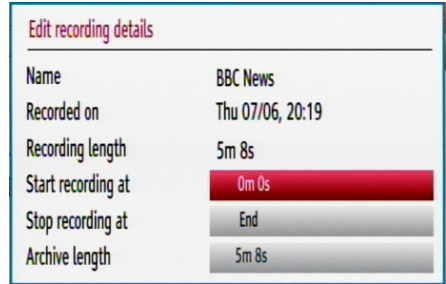 Edit recording details
Name BBC News
Recorded on Thu 07/06, 20:19
Recording length 5m 8s
Start recording at 0m 0s
Stop recording at End
Archive length 5m 8s